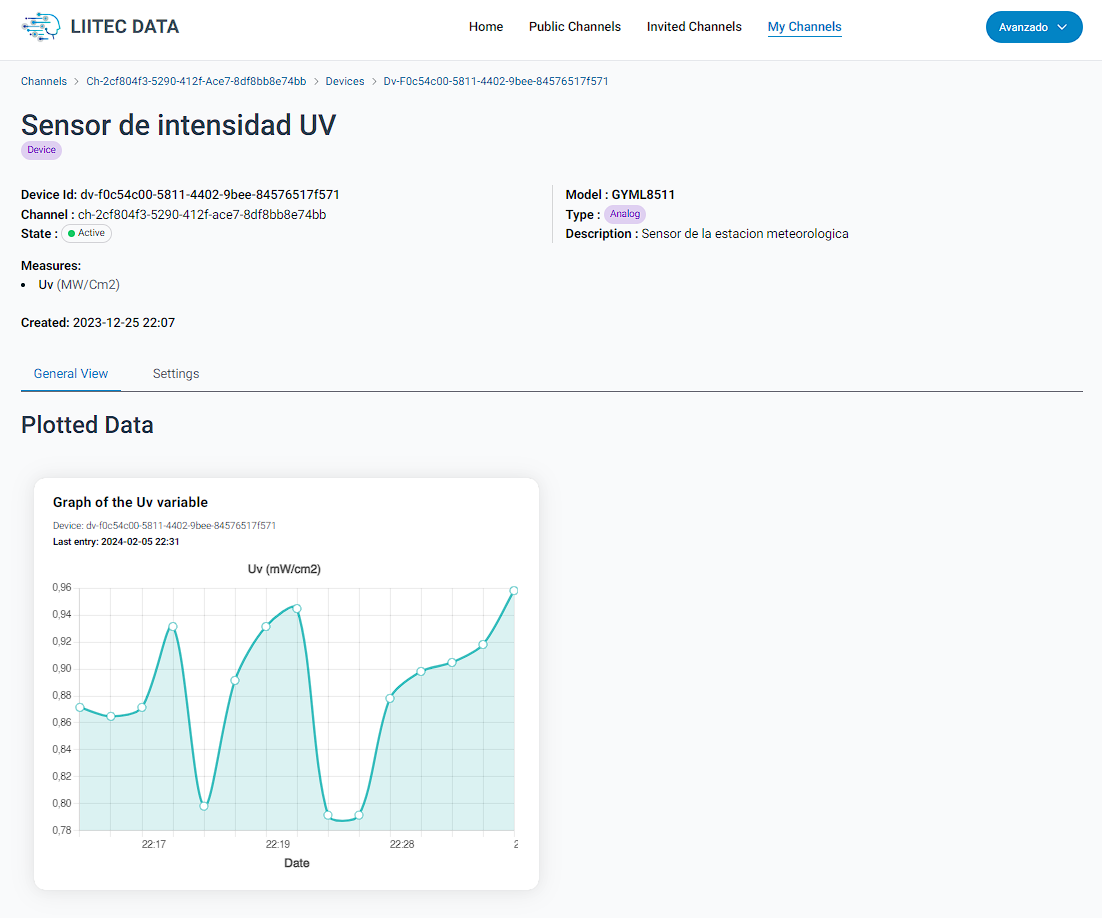 LIITEC DATA
Home Public Channels Invited Channels My Channels
Avanzado
Channels > Ch-2cf804f3-5290-412f-Ace7-8df8bb8e74bb > Devices > Dv-F0c54c00-5811-4402-9bee-84576517f571
Sensor de intensidad UV
Device
Device Id: dv-f0c54c00-5811-4402-9bee-84576517f571
Channel : ch-2cf804f3-5290-412f-ace7-8df8bb8e74bb
State : Active
Model : GYML8511
Type : Analog
Description : Sensor de la estacion meteorologica
Measures:
• Uv (MW/Cm2)
Created: 2023-12-25 22:07
General View Settings
Plotted Data
Graph of the Uv variable
Device: dv-f0c54c00-5811-4402-9bee-84576517f571
Last entry: 2024-02-05 22:31
Uv (mW/cm2)
0,96
0,94
0,92
0,90
0,88
0,86
0,84
0,82
0,80
0,78
22:17 22:19 22:28 2
Date